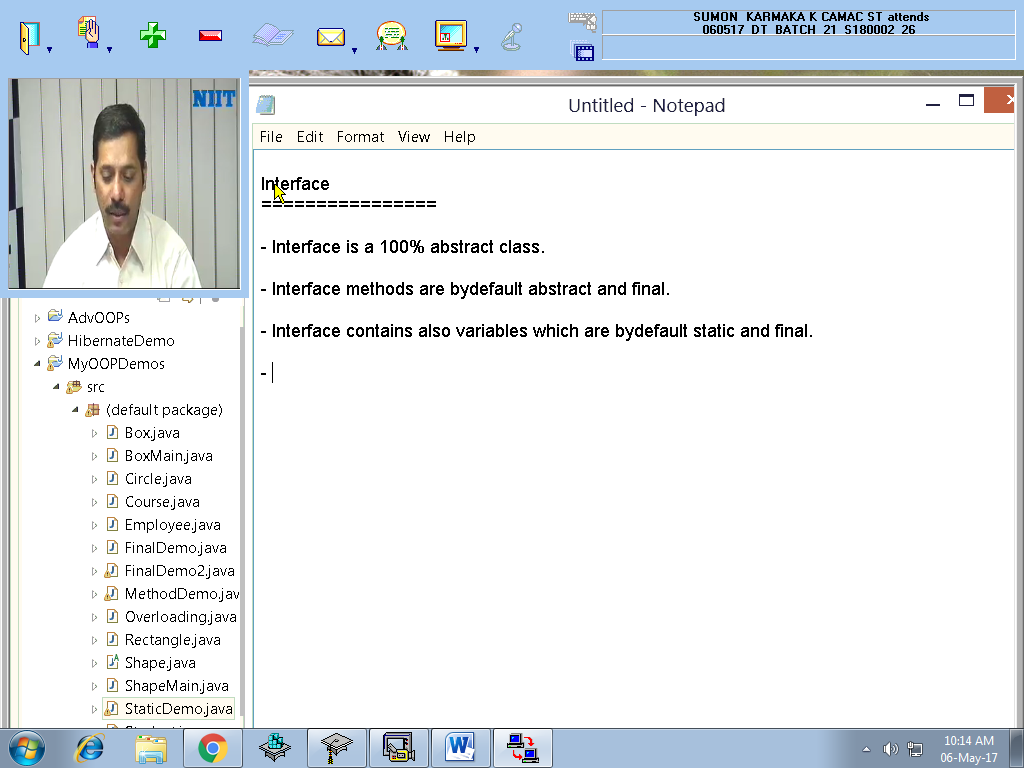 SUMON KARMAKA K CAMAC ST attends
060517 DT BATCH 21 S180002 26
NIIT
Untitled - Notepad
File Edit Format View Help
Interface
================
- Interface is a 100% abstract class.
- Interface methods are bydefault abstract and final.
- Interface contains also variables which are bydefault static and final.
-
AdvOOPs
HibernateDemo
MyOOPDemos
src
(default package)
Box.java
BoxMain.java
Circle.java
Course.java
Employee.java
FinalDemo.java
FinalDemo2.java
MethodDemo.jav
Overloading.java
Rectangle.java
Shape.java
ShapeMain.java
StaticDemo.java
10:14 AM
06-May-17